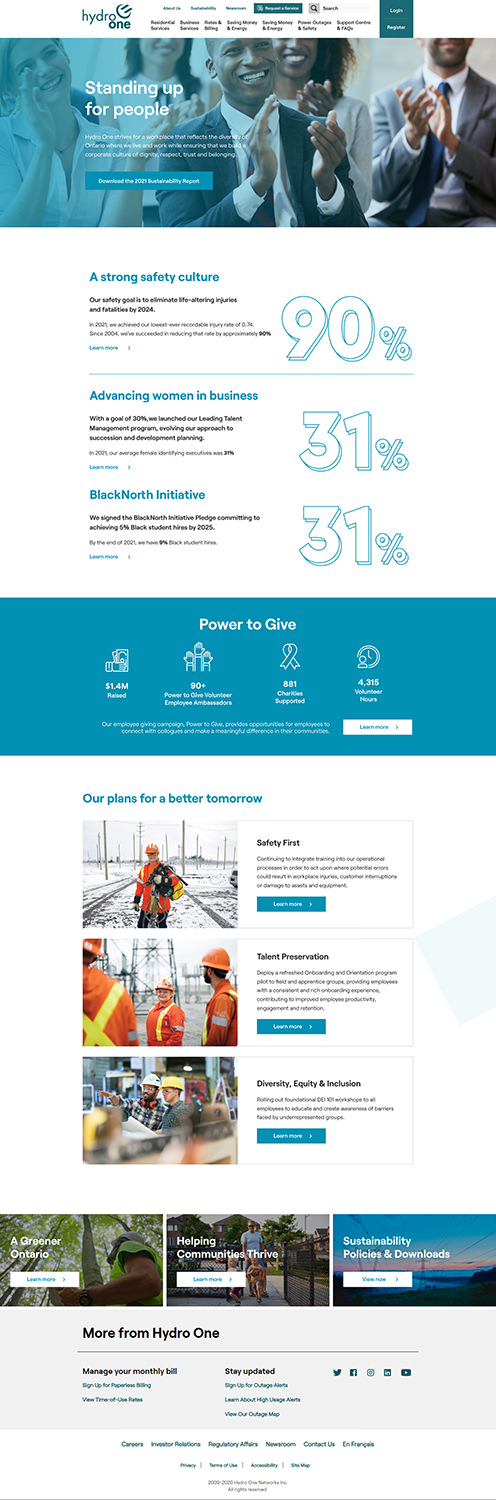 hydro one
About Us Sustainability Newsroom Request a Service Search
Login
Register
Residential Services Business Services Rates & Billing Saving Money & Energy Saving Money & Energy Power Outages & Safety Support Centre & FAQs
Standing up
for people
Hydro One strives for a workplace that reflects the diversity of
Ontario where we live and work while ensuring that we build a
corporate culture of dignity, respect, trust and belonging.
Download the 2021 Sustainability Report
A strong safety culture
Our safety goal is to eliminate life-altering injuries
and fatalities by 2024.
In 2021, we achieved our lowest-ever recordable injury rate of 0.74.
Since 2004, we've succeeded in reducing that rate by approximately 90%
Learn more
90%
Advancing women in business
With a goal of 30%,we launched our Leading Talent
Management program, evolving our approach to
succession and development planning.
In 2021, our average female identifying executives was 31%
Learn more
31%
BlackNorth Initiative
We signed the BlackNorth Initiative Pledge committing to
achieving 5% Black student hires by 2025.
By the end of 2021, we have 9% Black student hires.
Learn more
31%
Power to Give
$1.4M
Raised
90+
Power to Give Volunteer
Employee Ambassadors
881
Charities
Supported
4,315
Volunteer
Hours
Our employee giving campaign, Power to Give, provides opportunities for employees to
connect with collogues and make a meaningful difference in their communities.
Learn more
Our plans for a better tomorrow
Safety First
Continuing to integrate training into our operational
processes in order to act upon where potential errors
could result in workplace injuries, customer interruptions
or damage to assets and equipment.
Learn more
Talent Preservation
Deploy a refreshed Onboarding and Orientation program
pilot to field and apprentice groups, providing employees
with a consistent and rich onboarding experience,
contributing to improved employee productivity,
engagement and retention.
Learn more
Diversity, Equity & Inclusion
Rolling out foundational DEI 101 workshops to all
employees to educate and create awareness of barriers
faced by underrepresented groups.
Learn more
A Greener
Ontario
Learn more
Helping
Communities Thrive
Learn more
Sustainability
Policies & Downloads
View now
More from Hydro One
Manage your monthly bill
Sign Up for Paperless Billing
View Time-of-Use Rates
Stay updated
Sign Up for Outage Alerts
Learn About High Usage Alerts
View Our Outage Map
Careers Investor Relations Regulatory Affairs Newsroom Contact Us En Français
Privacy | Terms of Use | Accessibility | Site Map
2009-2020 Hydro One Networks Inc
All rights reserved